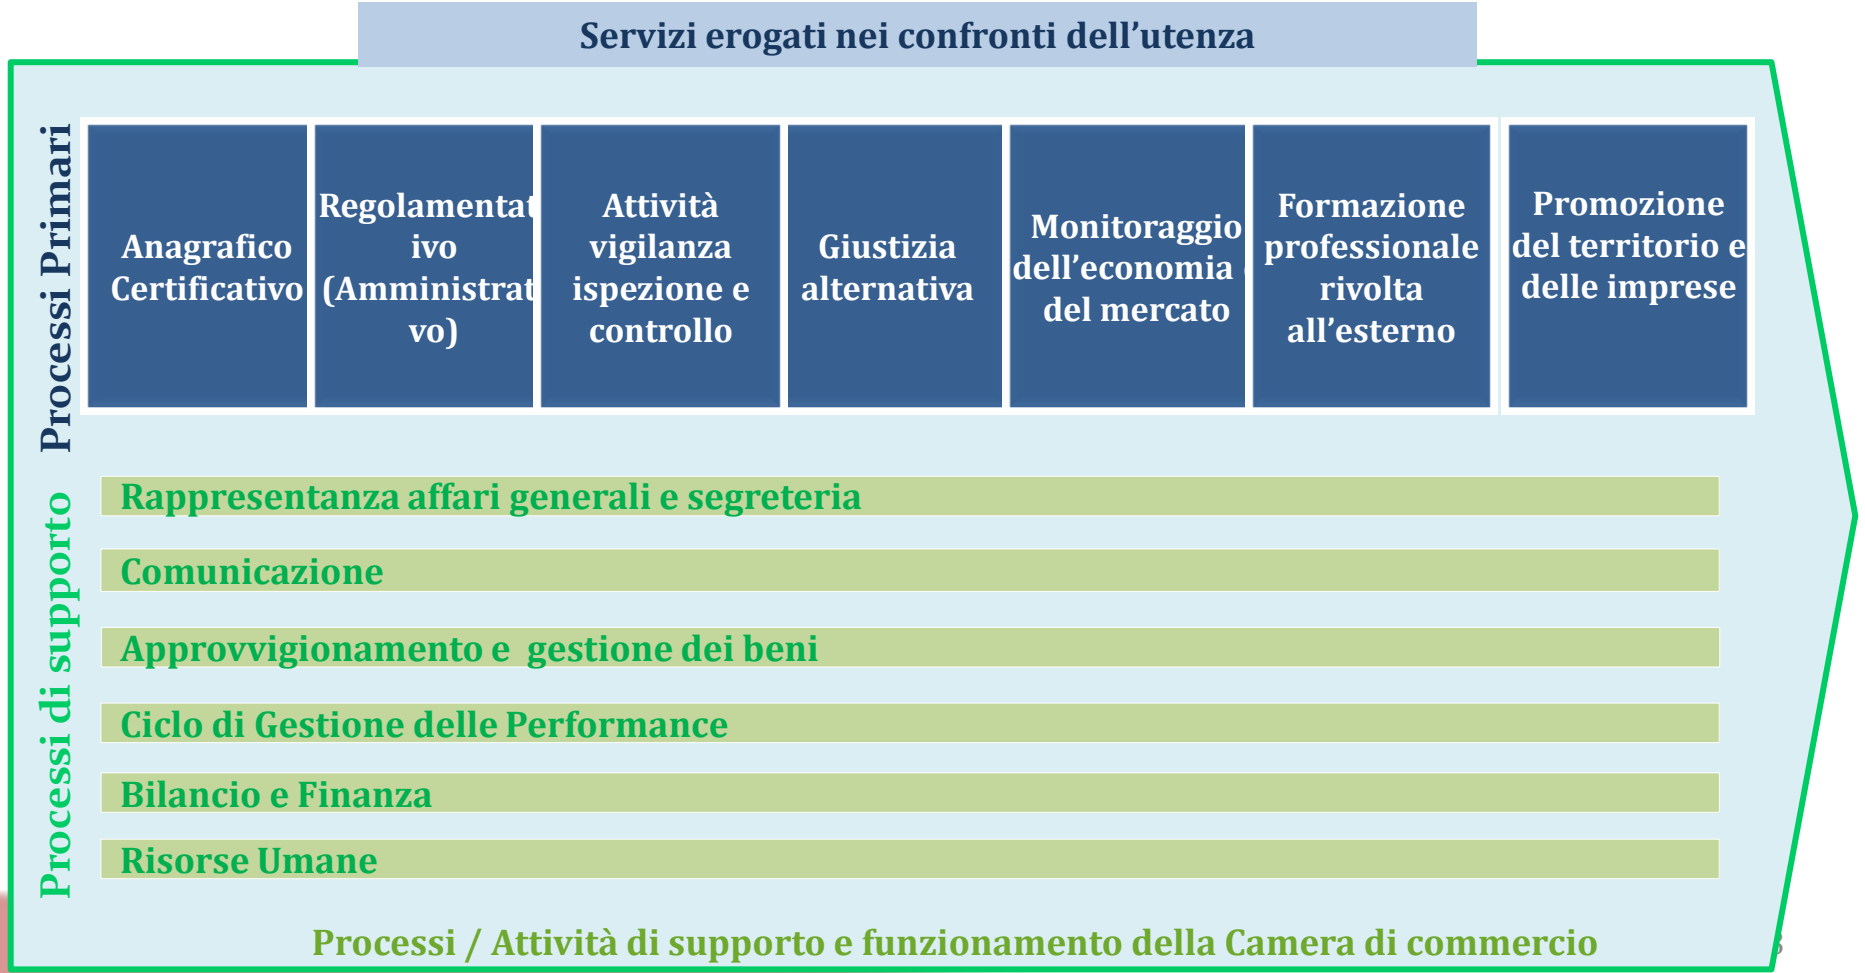 Servizi erogati nei confronti dell’utenza
Processi Primari
Anagrafico
Certificativo
Regolamentat
ivo
(Amministrat
vo)
Attività
vigilanza
ispezione e
controllo
Giustizia
alternativa
Monitoraggio
dell’economia
del mercato
Formazione
professionale
rivolta
all’esterno
Promozione
del territorio e
delle imprese
Processi di supporto
Rappresentanza affari generali e segreteria
Comunicazione
Approvvigionamento e gestione dei beni
Ciclo di Gestione delle Performance
Bilancio e Finanza
Risorse Umane
Processi / Attività di supporto e funzionamento della Camera di commercio